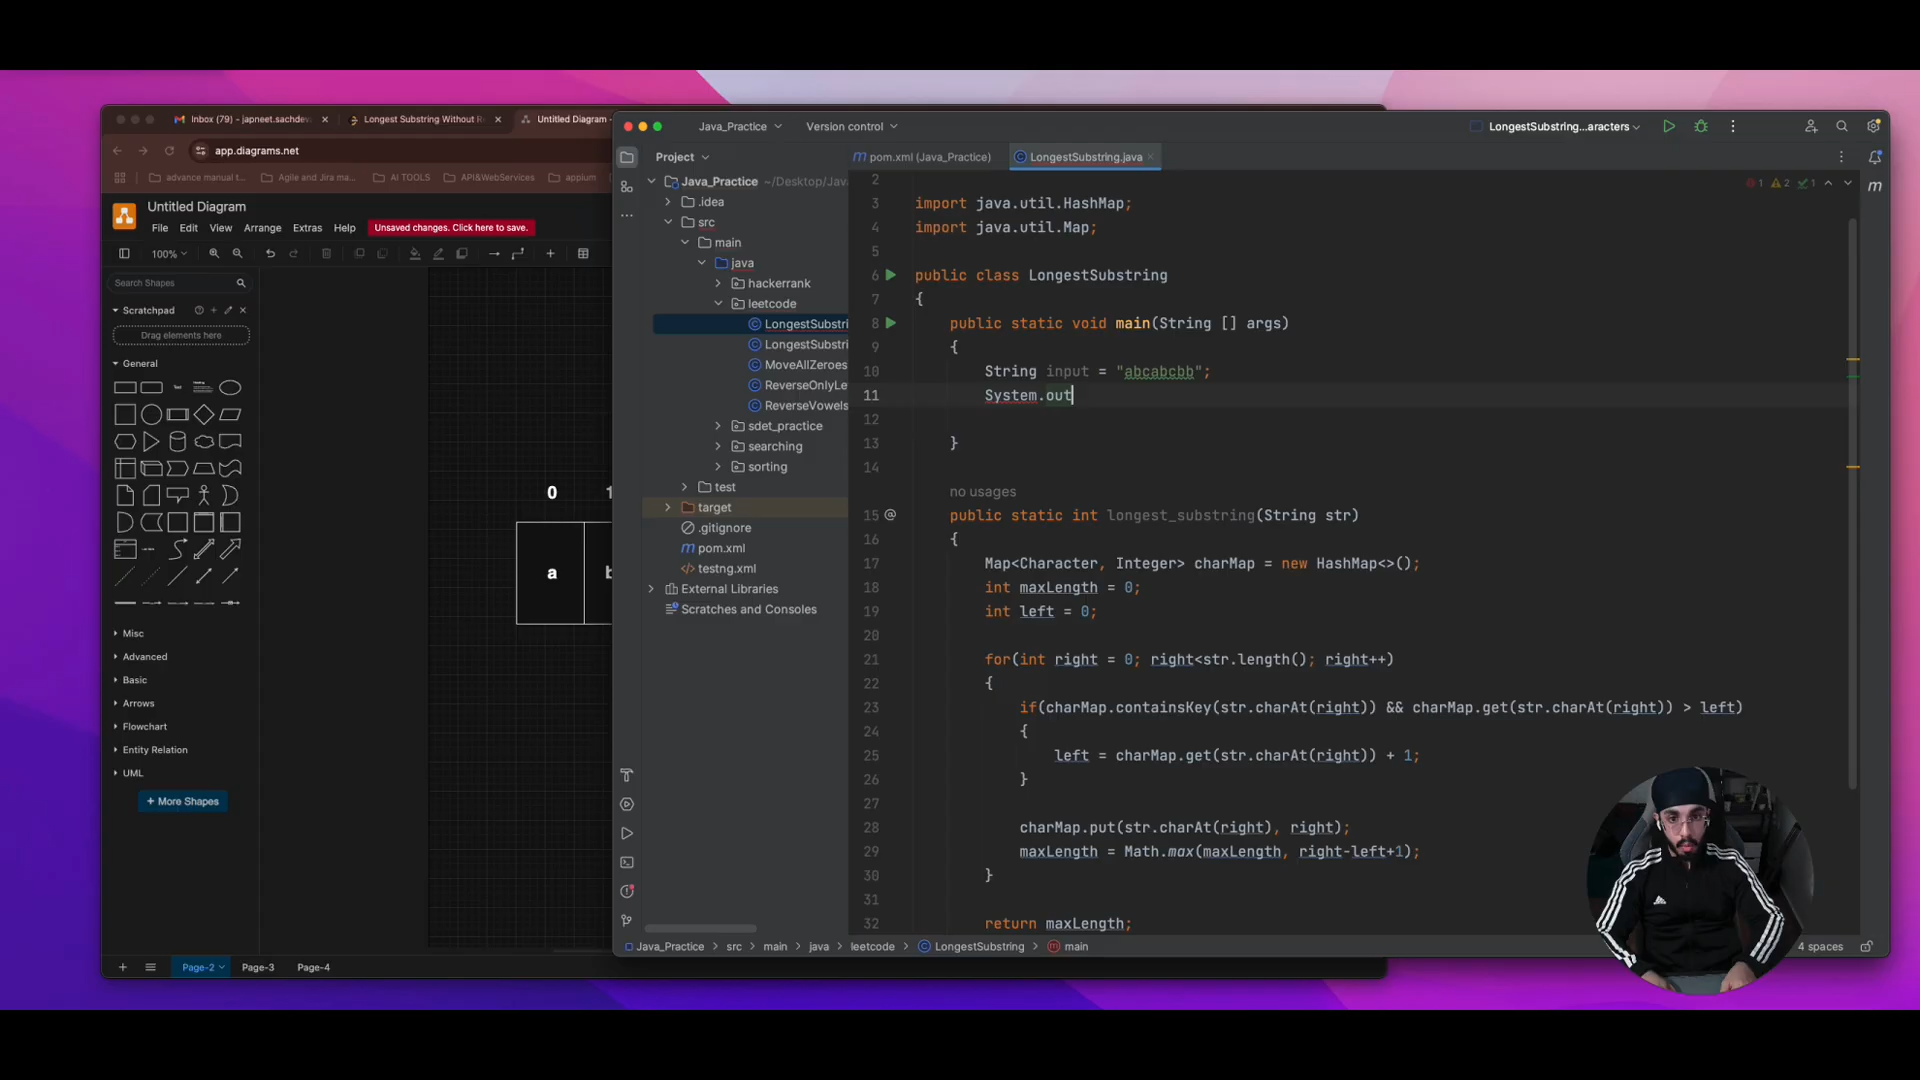 Inbox (79) - japneet.sachdev
Longest Substring Without R
Untitled Diagram -
app.diagrams.net
advance manual t...
Agile and Jira ma...
AI TOOLS
API&WebServices
appium
Untitled Diagram
File Edit View Arrange Extras Help
Unsaved changes. Click here to save.
100%
Search Shapes
Scratchpad
Drag elements here
General
Text
Misc
Advanced
Basic
Arrows
Flowchart
Entity Relation
UML
+ More Shapes
0 1
a b
Page-2 Page-3 Page-4
Java_Practice Version control
LongestSubstring...aracters
Project
Java_Practice ~/Desktop/Jav
.idea
src
main
java
hackerrank
leetcode
LongestSubstri
LongestSubstri
MoveAllZeroes
ReverseOnlyLe
ReverseVowels
sdet_practice
searching
sorting
test
target
.gitignore
pom.xml
testng.xml
External Libraries
Scratches and Consoles
pom.xml (Java_Practice)
LongestSubstring.java
1 2 1
2
3 import java.util.HashMap;
4 import java.util.Map;
5
6 public class LongestSubstring
7 {
8 public static void main(String [] args)
9 {
10 String input = "abcabcbb";
11 System.out
12
13 }
14
no usages
15 public static int longest_substring(String str)
16 {
17 Map<Character, Integer> charMap = new HashMap<>();
18 int maxLength = 0;
19 int left = 0;
20
21 for(int right = 0; right<str.length(); right++)
22 {
23 if(charMap.containsKey(str.charAt(right)) && charMap.get(str.charAt(right)) > left)
24 {
25 left = charMap.get(str.charAt(right)) + 1;
26 }
27
28 charMap.put(str.charAt(right), right);
29 maxLength = Math.max(maxLength, right-left+1);
30 }
31
32 return maxLength;
Java_Practice > src > main > java > leetcode > LongestSubstring > main
4 spaces